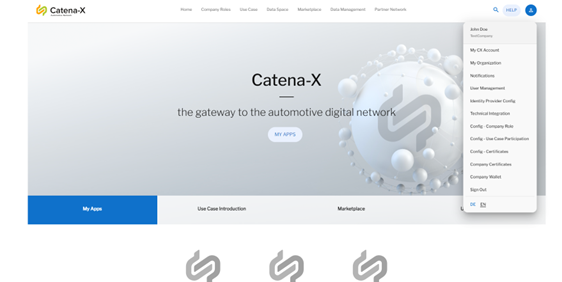 Catena-X
Home Company Roles Use Case Data Space Marketplace Data Management Partner Network
HELP
John Doe
TestCompany
My CX Account
My Organization
Notifications
User Management
Identity Provider Config
Technical Integration
Config - Company Role
Config - Use Case Participation
Config - Certificates
Company Certificates
Company Wallet
Sign Out
DE EN
Catena-X
the gateway to the automotive digital network
MY APPS
My Apps Use Case Introduction Marketplace